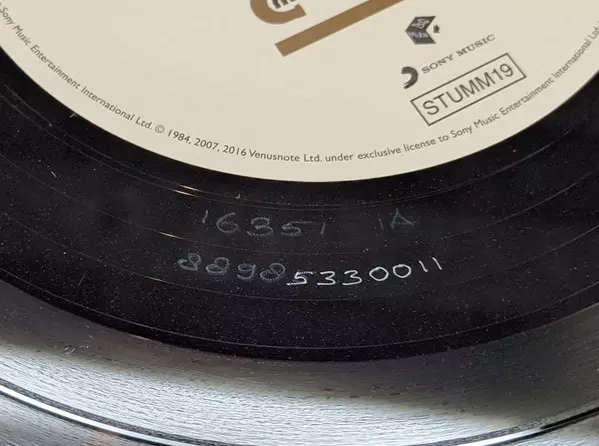 SONY MUSIC
STUMM19
Sony Music Entertainment International Ltd. © 1984, 2007, 2016 Venusnote Ltd. under exclusive license to Sony Music Entertainment International Ltd.
16351 1A
88985330011